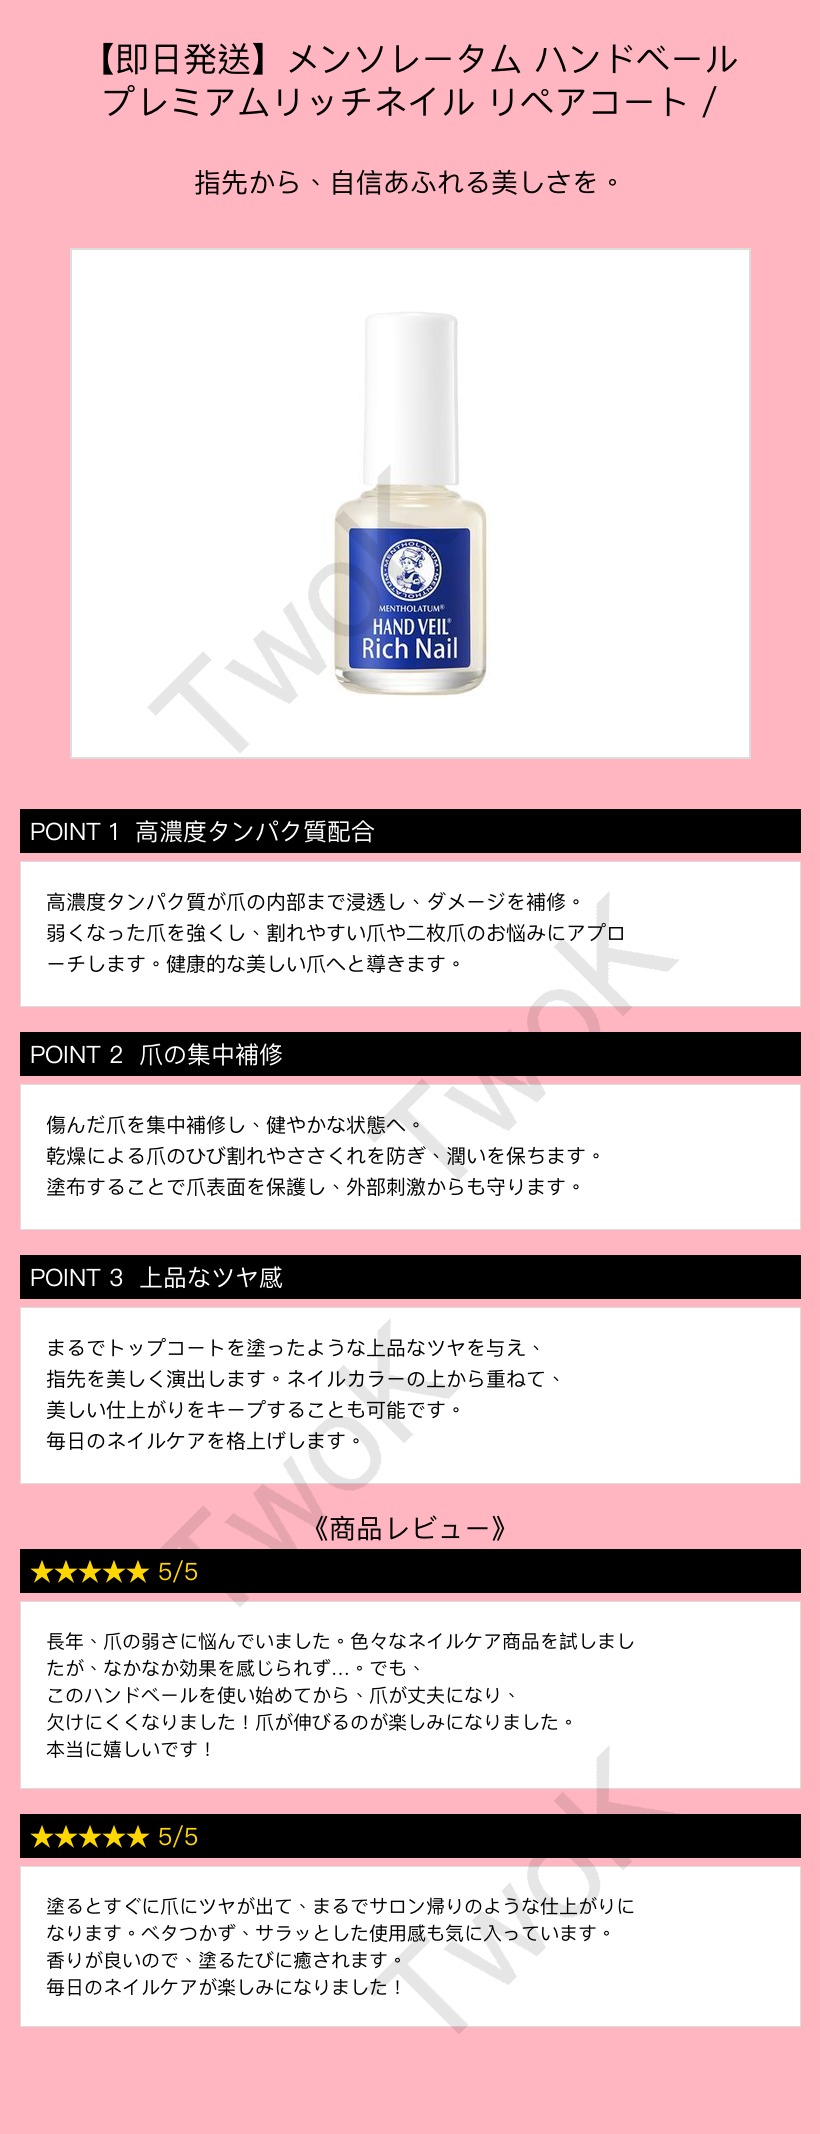 【即日発送】メンソレータム ハンドベール
プレミアムリッチネイル リペアコート /
指先から、自信あふれる美しさを。
MENTHOLATUM・MENTHOLATUM
MENTHOLATUM®
HAND VEIL®
Rich Nail
TwoK
POINT 1 高濃度タンパク質配合
高濃度タンパク質が爪の内部まで浸透し、ダメージを補修。
弱くなった爪を強くし、割れやすい爪や二枚爪のお悩みにアプロ
ーチします。健康的な美しい爪へと導きます。
TwoK
POINT 2 爪の集中補修
傷んだ爪を集中補修し、健やかな状態へ。
乾燥による爪のひび割れやささくれを防ぎ、潤いを保ちます。
塗布することで爪表面を保護し、外部刺激からも守ります。
POINT 3 上品なツヤ感
まるでトップコートを塗ったような上品なツヤを与え、
指先を美しく演出します。ネイルカラーの上から重ねて、
美しい仕上がりをキープすることも可能です。
毎日のネイルケアを格上げします。
TwoK
《商品レビュー》
★★★★★ 5/5
長年、爪の弱さに悩んでいました。色々なネイルケア商品を試しまし
たが、なかなか効果を感じられず…。でも、
このハンドベールを使い始めてから、爪が丈夫になり、
欠けにくくなりました！爪が伸びるのが楽しみになりました。
本当に嬉しいです！
★★★★★ 5/5
塗るとすぐに爪にツヤが出て、まるでサロン帰りのような仕上がりに
なります。ベタつかず、サラッとした使用感も気に入っています。
香りが良いので、塗るたびに癒されます。
毎日のネイルケアが楽しみになりました！
TwoK